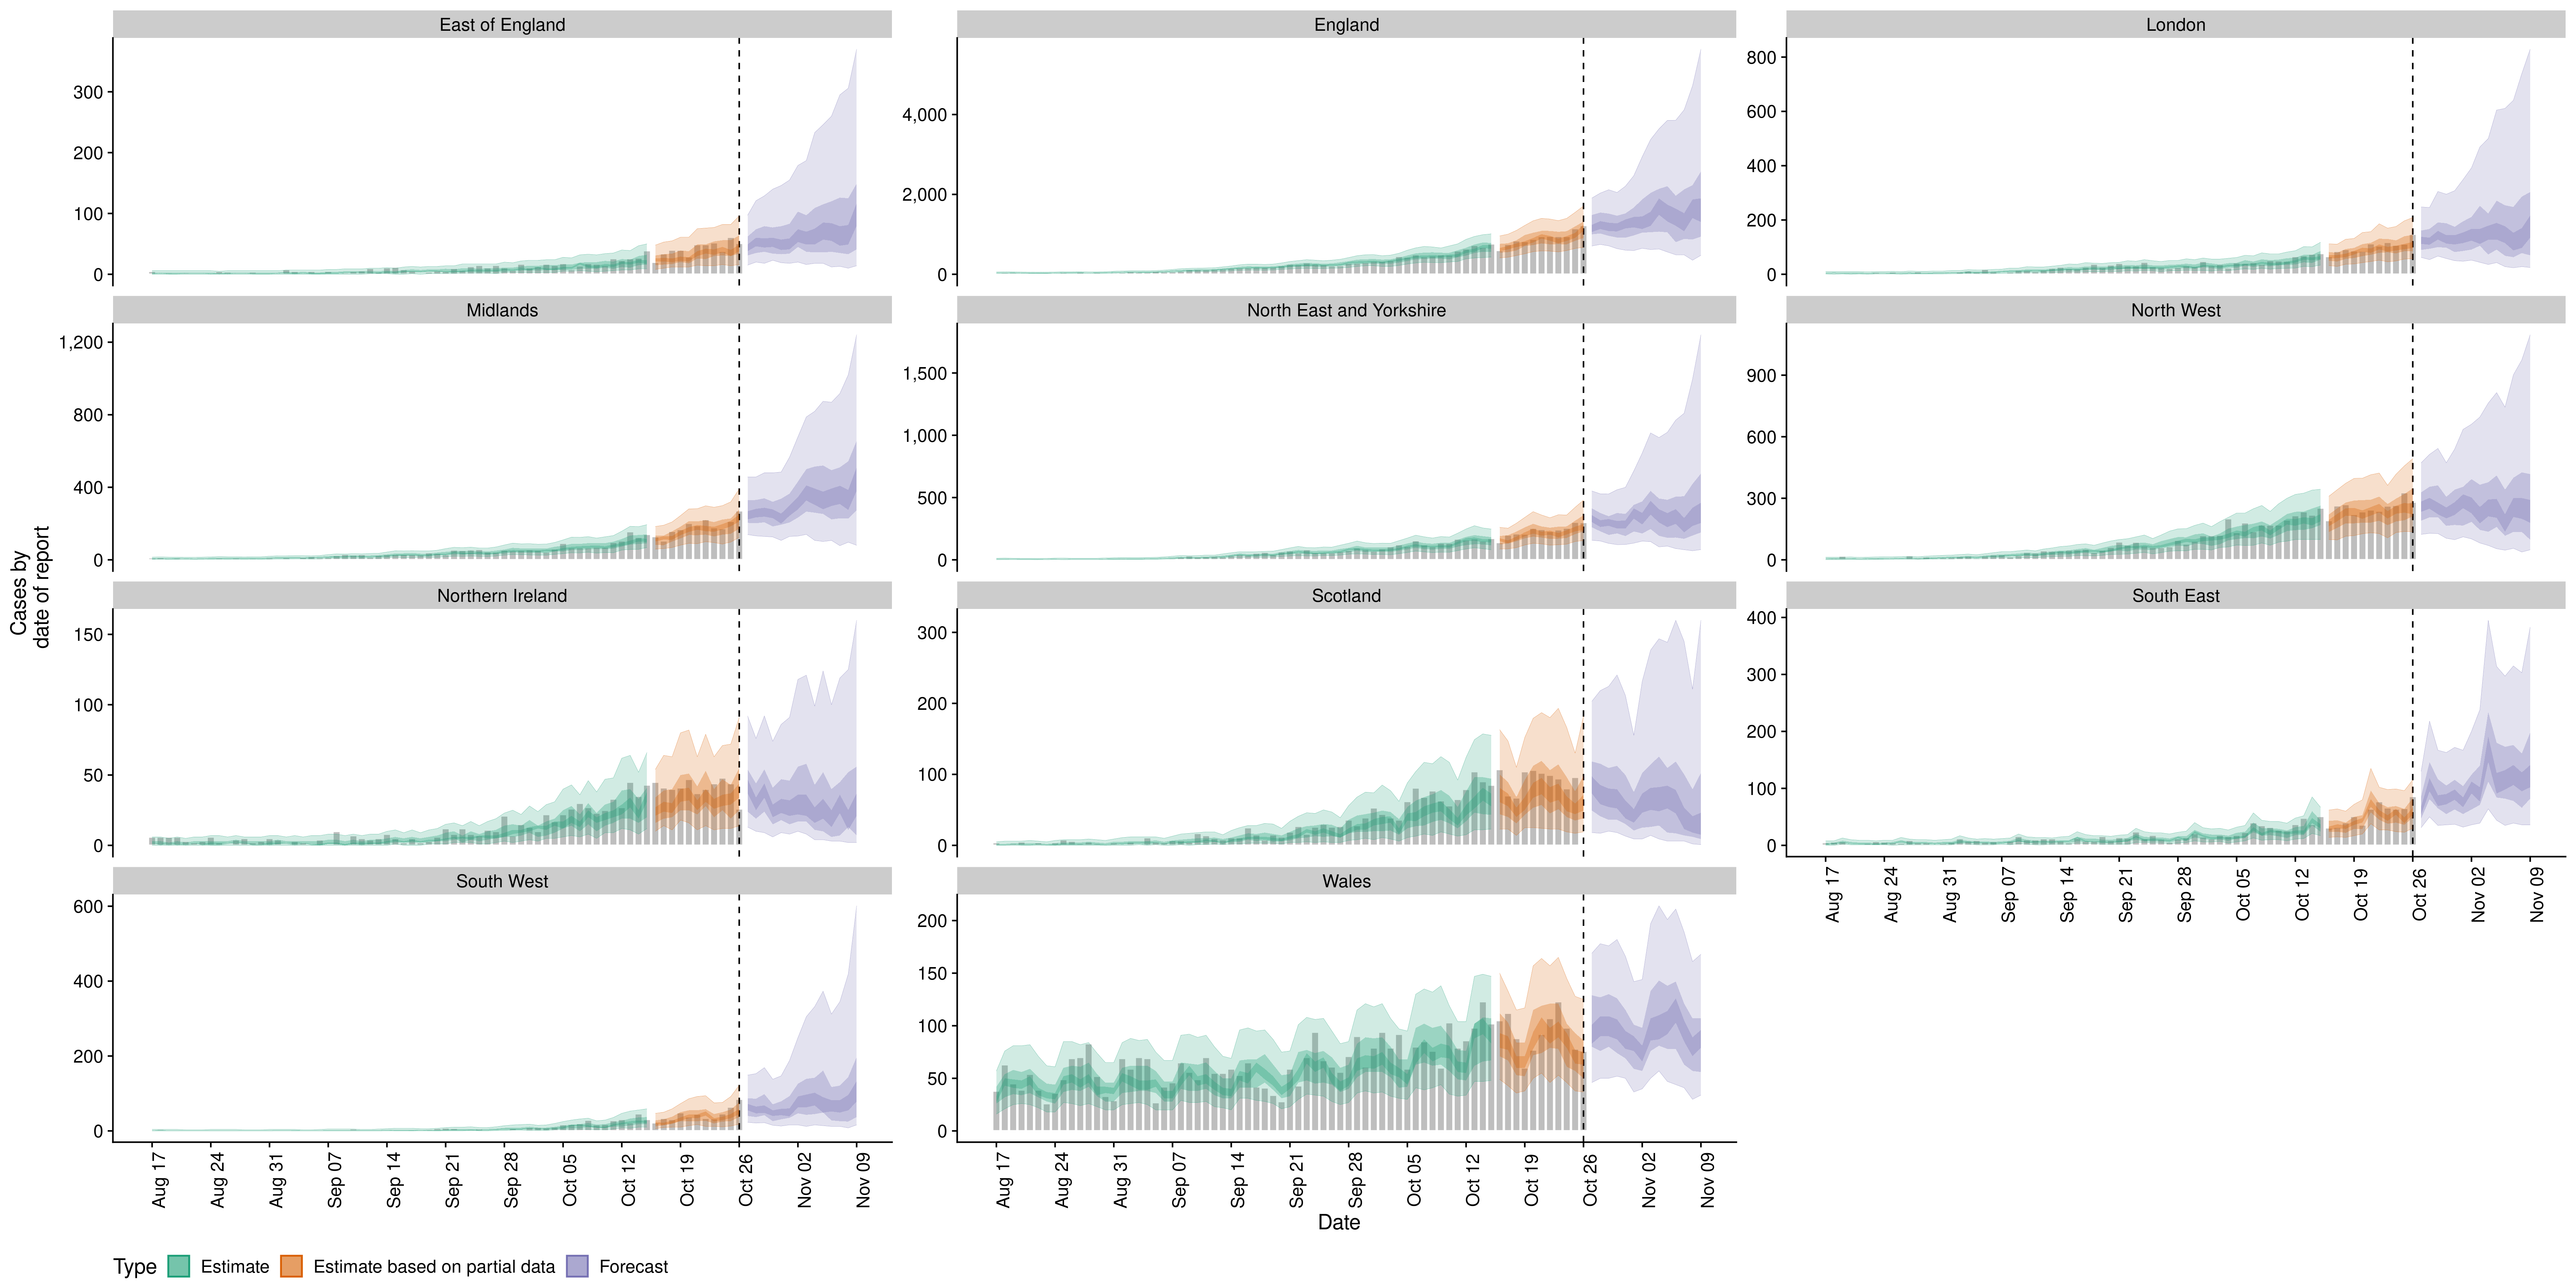 East of England
England
London
300
200
100
0
4,000
2,000
0
800
600
400
200
0
Midlands
North East and Yorkshire
North West
1,200
800
400
0
1,500
1,000
500
0
900
600
300
0
Cases by
date of report
Northern Ireland
Scotland
South East
150
100
50
0
300
200
100
0
400
300
200
100
0
Aug 17
Aug 24
Aug 31
Sep 07
Sep 14
Sep 21
Sep 28
Oct 05
Oct 12
Oct 19
Oct 26
Nov 02
Nov 09
South West
Wales
600
400
200
0
200
150
100
50
0
Aug 17
Aug 24
Aug 31
Sep 07
Sep 14
Sep 21
Sep 28
Oct 05
Oct 12
Oct 19
Oct 26
Nov 02
Nov 09
Aug 17
Aug 24
Aug 31
Sep 07
Sep 14
Sep 21
Sep 28
Oct 05
Oct 12
Oct 19
Oct 26
Nov 02
Nov 09
Date
Type Estimate Estimate based on partial data Forecast